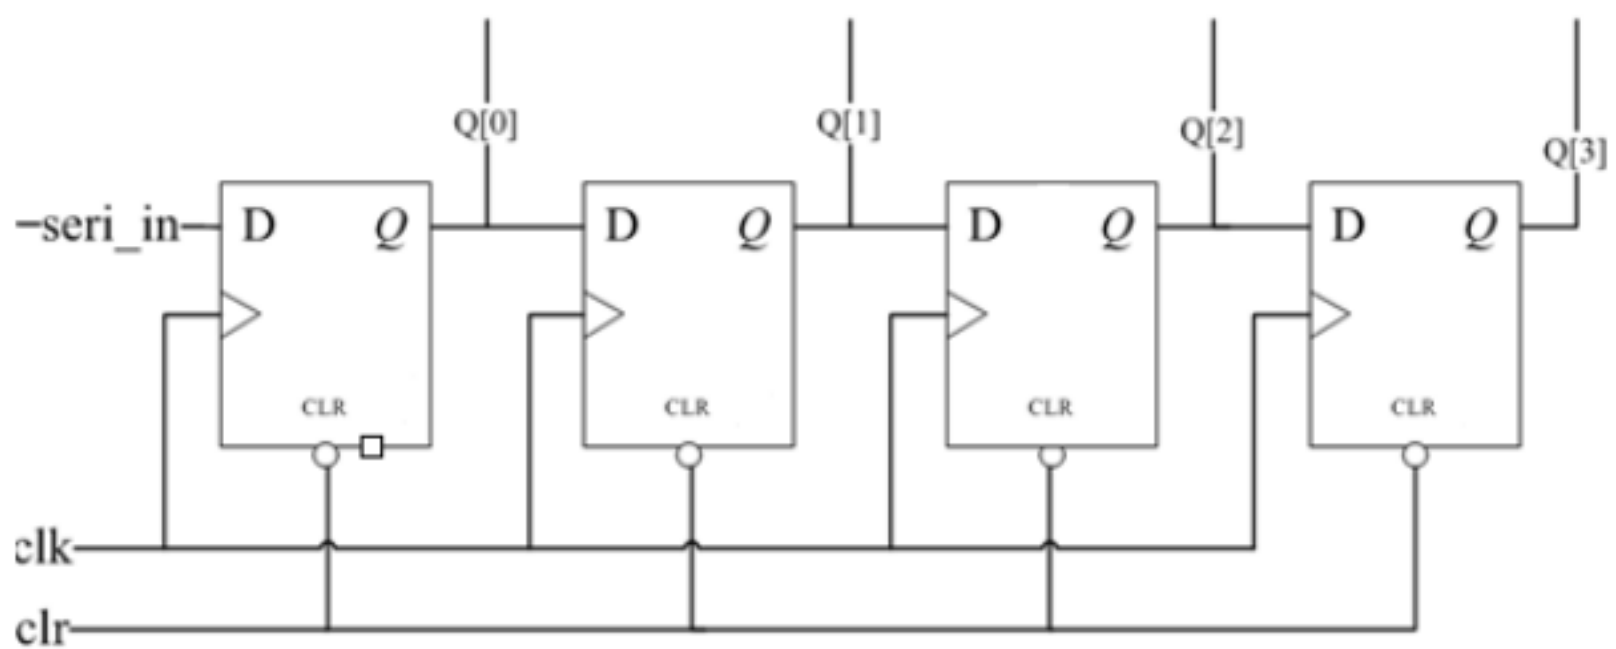 Q[0] Q[1] Q[2] Q[3]
seri_in D Q D Q D Q D Q
CLR CLR CLR CLR
clk
clr